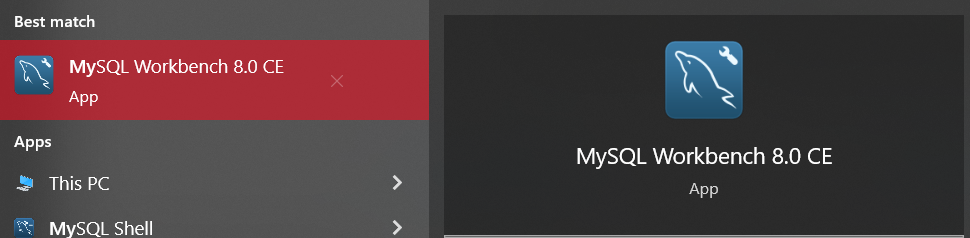 Best match
MySQL Workbench 8.0 CE
App
Apps
This PC
MySQL Shell
MySQL Workbench 8.0 CE
App